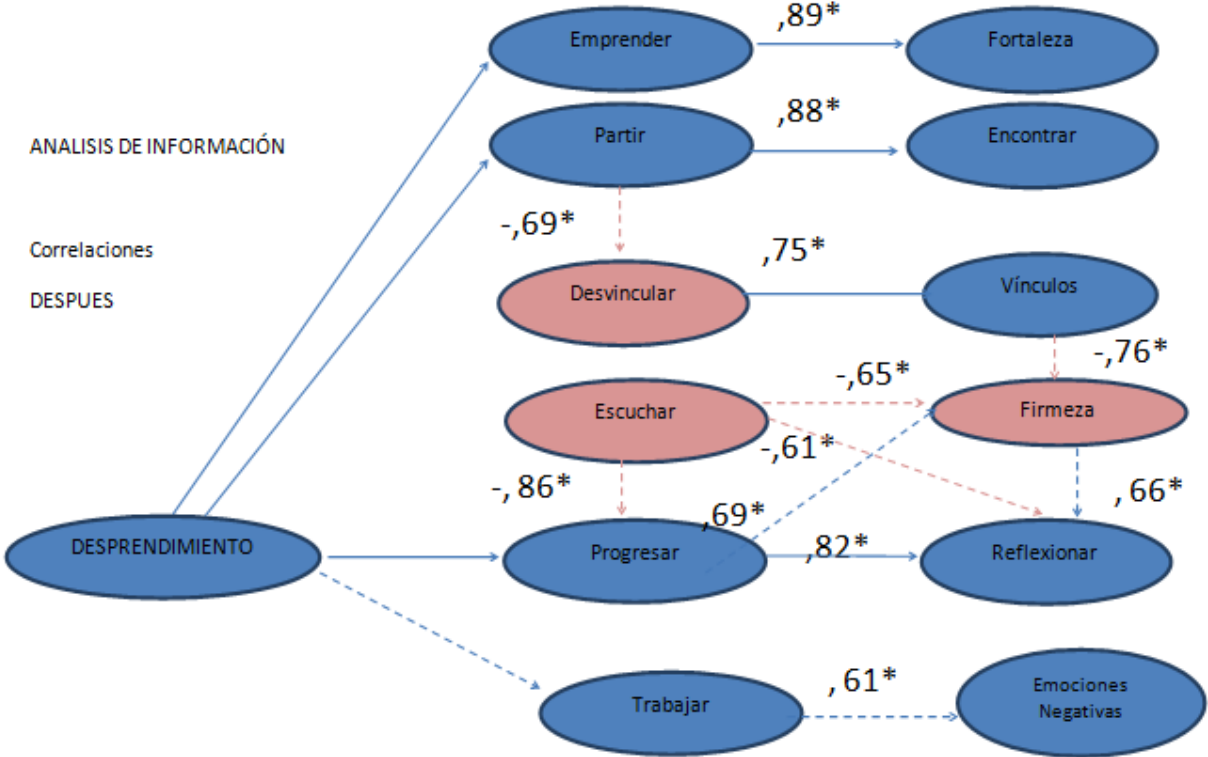 ,89*
Emprender
Fortaleza
,88*
Partir
Encontrar
ANALISIS DE INFORMACIÓN
-,69*
Correlaciones
,75*
DESPUES
Desvincular
Vínculos
-,76*
-,65*
Escuchar
Firmeza
-,61*
-, 86*
,69*
, 66*
DESPRENDIMIENTO
Progresar
,82*
Reflexionar
, 61*
Trabajar
Emociones
Negativas